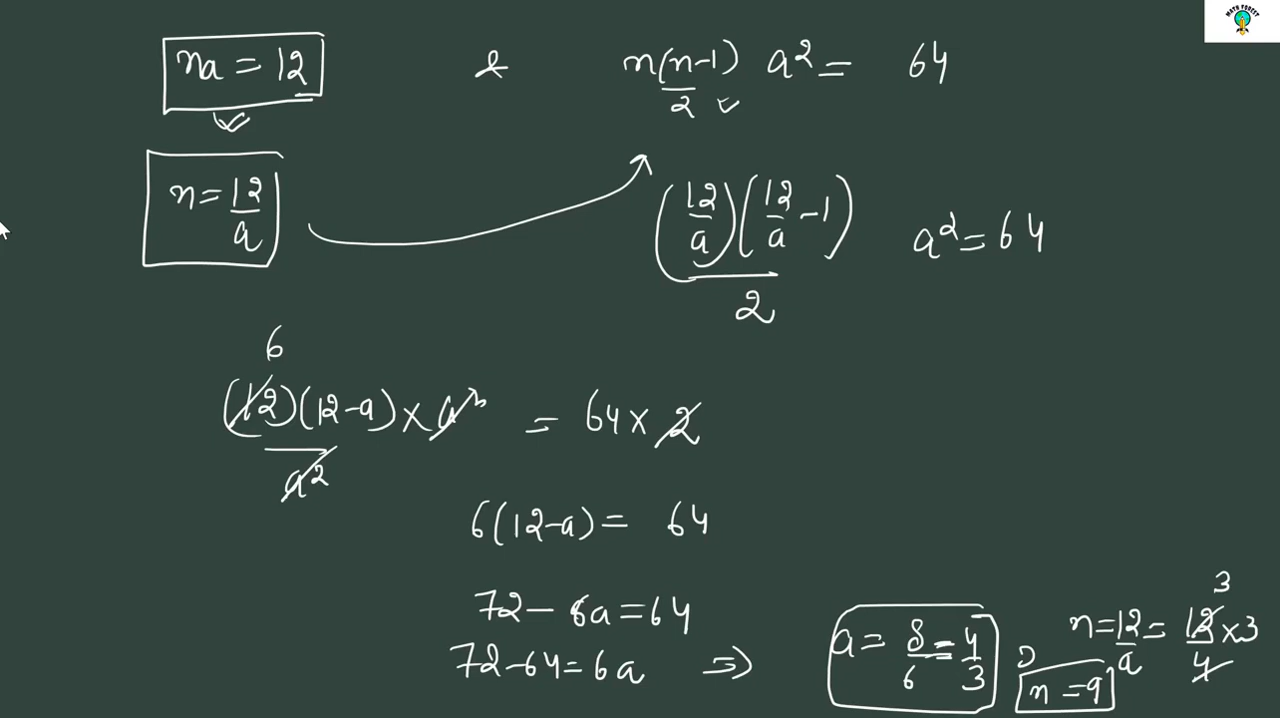 MATH FOREST
na = 12 & n(n-1)/2 a² = 64
n = 12/a
(12/a)(12/a - 1)/2 a² = 64
6
(12)(12-a)/a² × a² = 64 × 2
6(12-a) = 64
72 - 6a = 64
72 - 64 = 6a ⇒ a = 8/6 = 4/3
n = 12/a = 12/4 × 3
3
n = 9